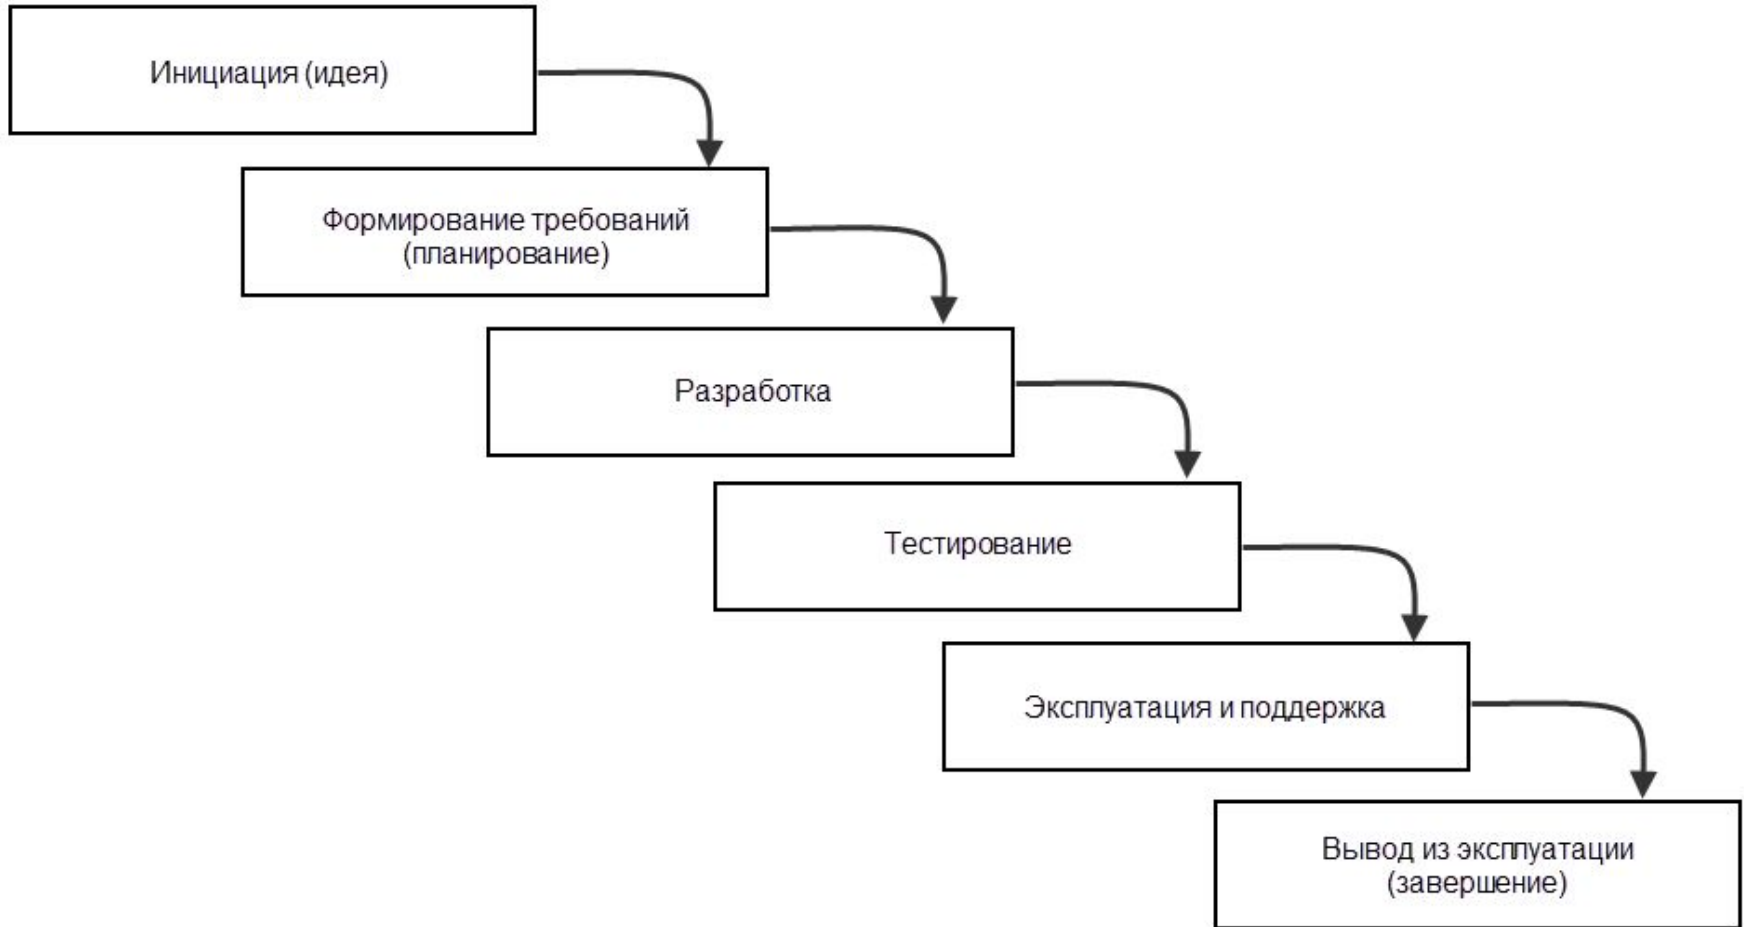 Инициация (идея)
Формирование требований
(планирование)
Разработка
Тестирование
Эксплуатация и поддержка
Вывод из эксплуатации
(завершение)